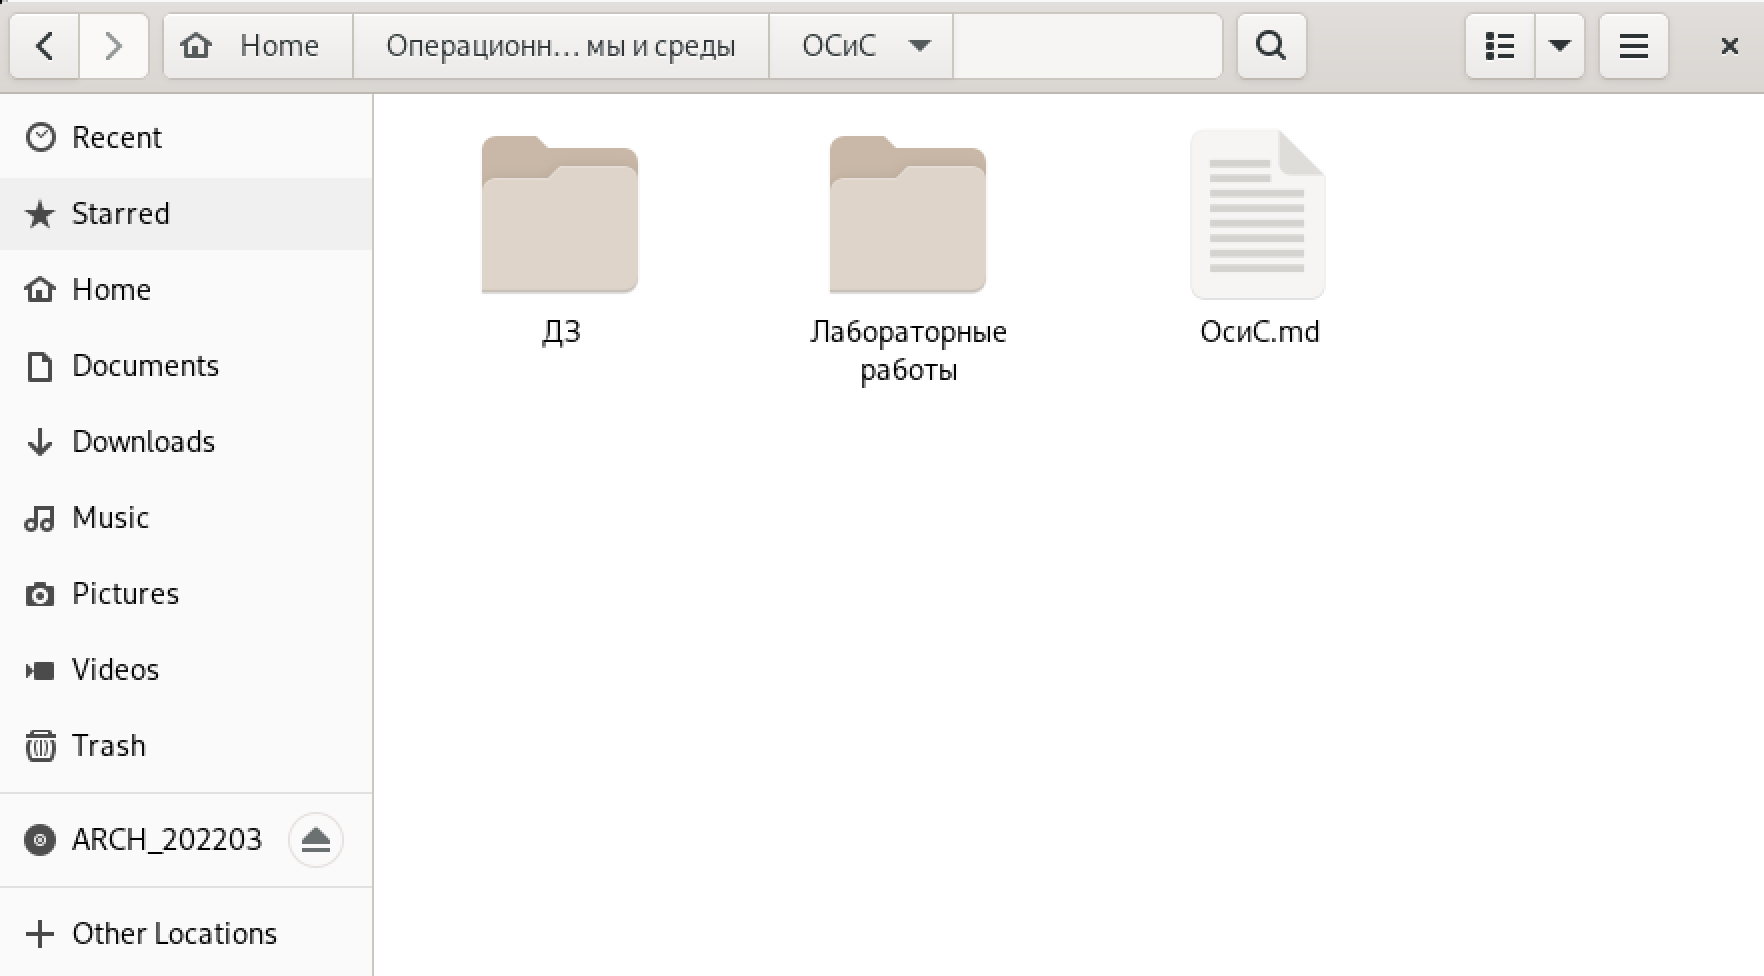 Home
Операционн... мы и среды
ОСиС
Recent
Starred
Home
Documents
Downloads
Music
Pictures
Videos
Trash
ARCH_202203
Other Locations
ДЗ
Лабораторные
работы
ОсиС.md